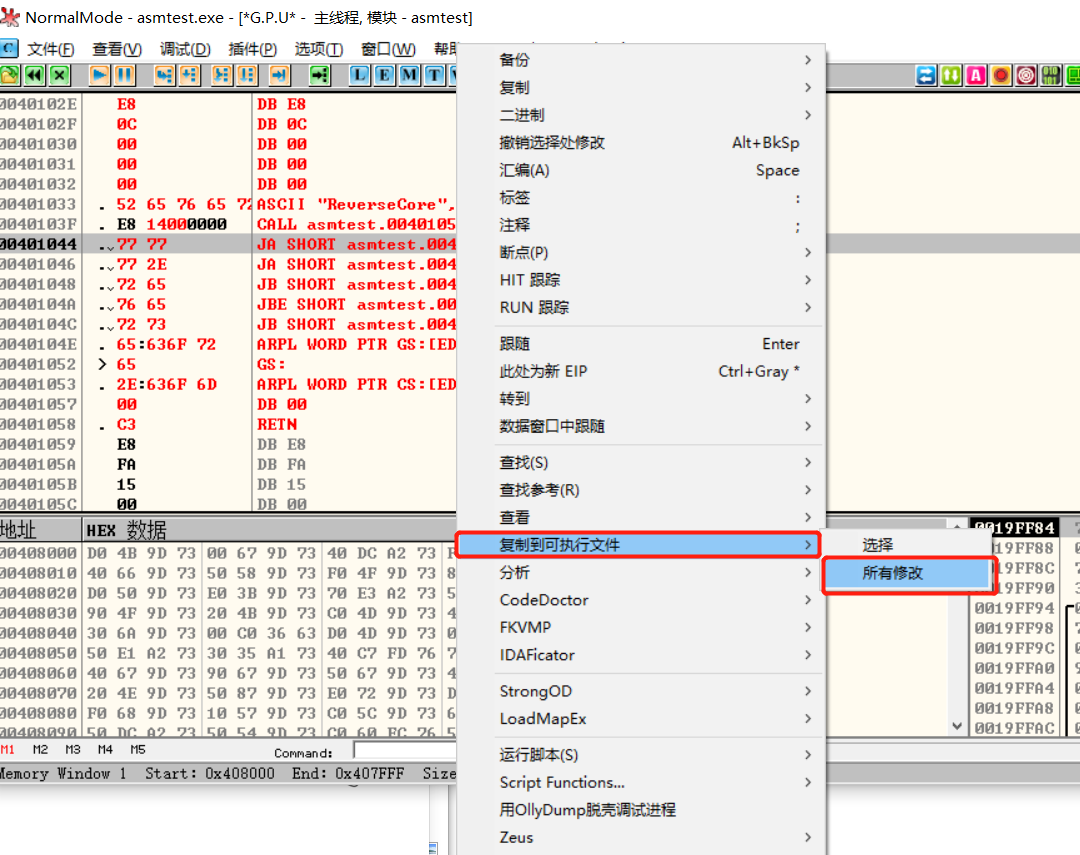 NormalMode - asmtest.exe - [*G.P.U* - 主线程, 模块 - asmtest]
C 文件(F) 查看(V) 调试(D) 插件(P) 选项(T) 窗口(W) 帮助
L E M T
A
0040102E E8 DB E8
0040102F 0C DB 0C
00401030 00 DB 00
00401031 00 DB 00
00401032 00 DB 00
00401033 . 52 65 76 65 72 ASCII "ReverseCore",
0040103F . E8 14000000 CALL asmtest.0040105
00401044 .⌄77 77 JA SHORT asmtest.004
00401046 .⌄77 2E JA SHORT asmtest.004
00401048 .⌄72 65 JB SHORT asmtest.004
0040104A .⌄76 65 JBE SHORT asmtest.00
0040104C .⌄72 73 JB SHORT asmtest.004
0040104E . 65:636F 72 ARPL WORD PTR GS:[ED
00401052 > 65 GS:
00401053 . 2E:636F 6D ARPL WORD PTR CS:[ED
00401057 00 DB 00
00401058 . C3 RETN
00401059 E8 DB E8
0040105A FA DB FA
0040105B 15 DB 15
0040105C 00 DB 00
地址 HEX 数据
00408000 D0 4B 9D 73 00 67 9D 73 40 DC A2 73
00408010 40 66 9D 73 50 58 9D 73 F0 4F 9D 73 8
00408020 D0 50 9D 73 E0 3B 9D 73 70 E3 A2 73 5
00408030 90 4F 9D 73 20 4B 9D 73 C0 4D 9D 73 4
00408040 30 6A 9D 73 00 C0 36 63 D0 4D 9D 73 0
00408050 50 E1 A2 73 30 35 A1 73 40 C7 FD 76 7
00408060 40 67 9D 73 90 67 9D 73 50 67 9D 73 4
00408070 20 4E 9D 73 50 87 9D 73 E0 72 9D 73 D
00408080 F0 68 9D 73 10 57 9D 73 C0 5C 9D 73 6
00408090 50 DC A2 73 50 54 9D 73 C0 60 FC 76 5
M1 M2 M3 M4 M5 Command:
Memory Window 1 Start: 0x408000 End: 0x407FFF Size
备份
复制
二进制
撤销选择处修改 Alt+BkSp
汇编(A) Space
标签 :
注释 ;
断点(P)
HIT 跟踪
RUN 跟踪
跟随 Enter
此处为新 EIP Ctrl+Gray *
转到
数据窗口中跟随
查找(S)
查找参考(R)
查看
复制到可执行文件
分析
CodeDoctor
FKVMP
IDAFicator
StrongOD
LoadMapEx
运行脚本(S)
Script Functions...
用OllyDump脱壳调试进程
Zeus
选择
所有修改
0019FF84
0019FF88
0019FF8C
0019FF90
0019FF94
0019FF98
0019FF9C
0019FFA0
0019FFA4
0019FFA8
0019FFAC